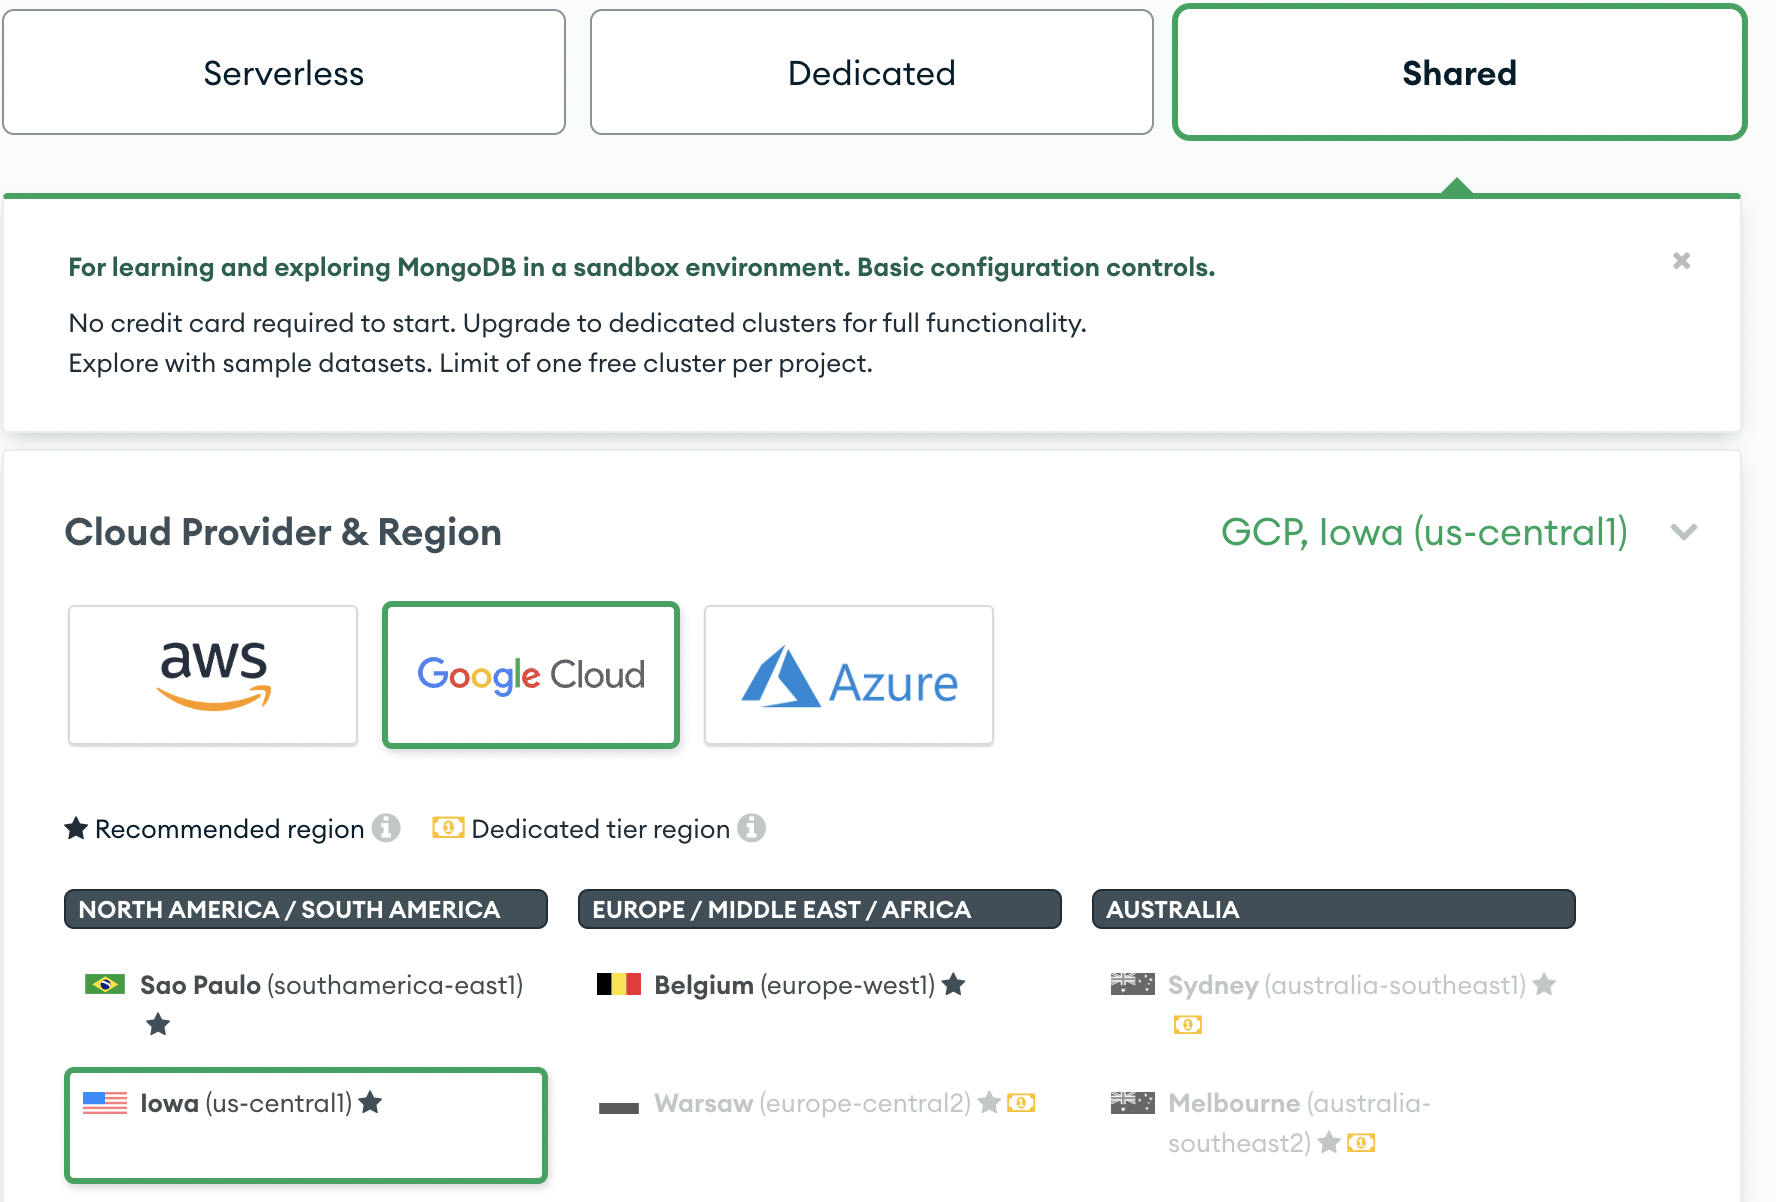 Serverless
Dedicated
Shared
For learning and exploring MongoDB in a sandbox environment. Basic configuration controls.
No credit card required to start. Upgrade to dedicated clusters for full functionality.
Explore with sample datasets. Limit of one free cluster per project.
Cloud Provider & Region
GCP, Iowa (us-central1)
aws
Google Cloud
Azure
Recommended region
Dedicated tier region
NORTH AMERICA / SOUTH AMERICA
Sao Paulo (southamerica-east1)
Iowa (us-central1)
EUROPE / MIDDLE EAST / AFRICA
Belgium (europe-west1)
Warsaw (europe-central2)
AUSTRALIA
Sydney (australia-southeast1)
Melbourne (australia-
southeast2)